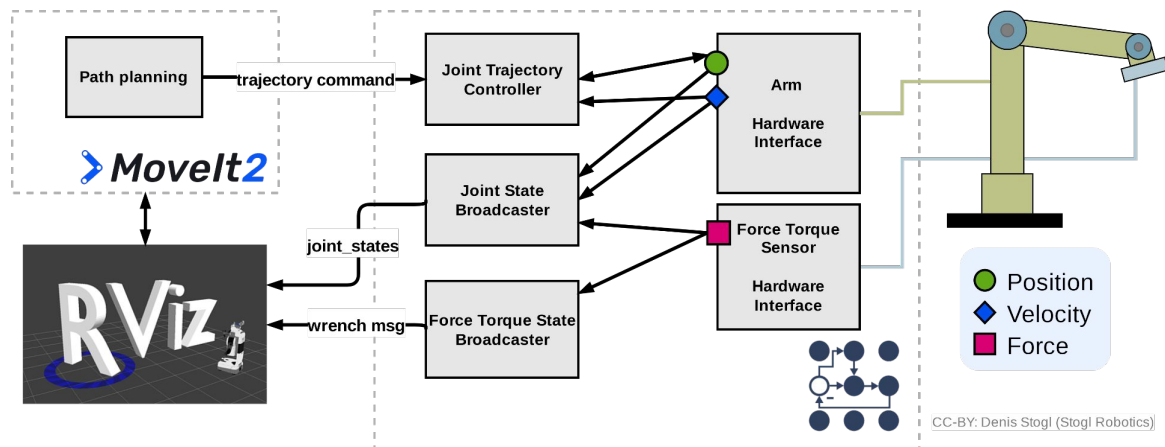 Path planning
trajectory command
MoveIt2
RViz
joint_states
wrench msg
Joint Trajectory
Controller
Joint State
Broadcaster
Force Torque State
Broadcaster
Arm
Hardware
Interface
Force Torque
Sensor
Hardware
Interface
Position
Velocity
Force
CC-BY: Denis Stogl (Stogl Robotics)